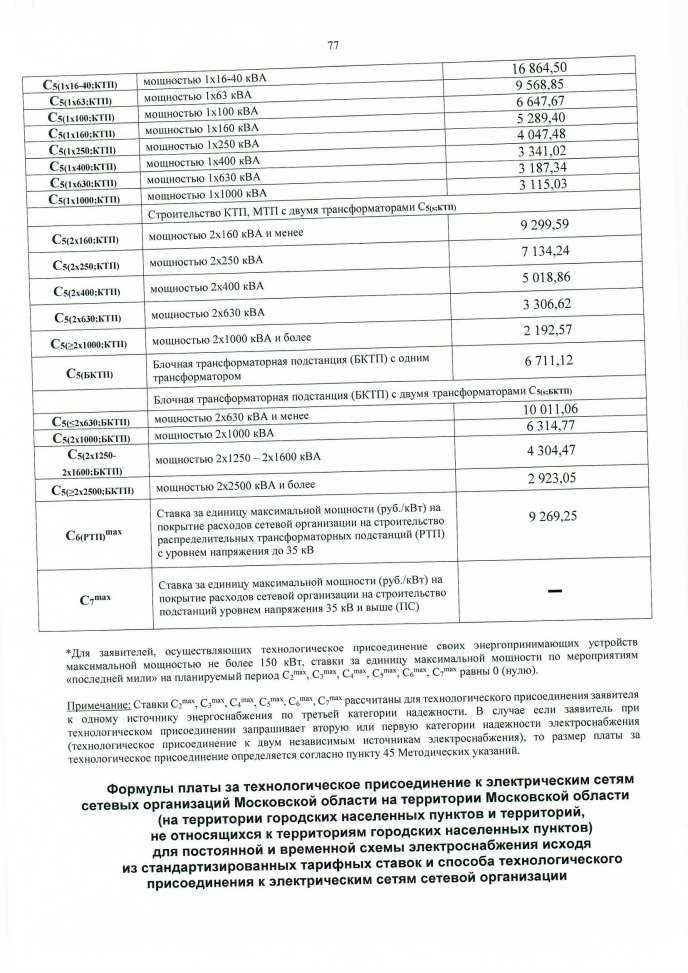 77
C5(1x16-40;КТП) мощностью 1x16-40 кВА 16 864,50
C5(1x63;КТП) мощностью 1x63 кВА 9 568,85
C5(1x100;КТП) мощностью 1x100 кВА 6 647,67
C5(1x160;КТП) мощностью 1x160 кВА 5 289,40
C5(1x250;КТП) мощностью 1x250 кВА 4 047,48
C5(1x400;КТП) мощностью 1x400 кВА 3 341,02
C5(1x630;КТП) мощностью 1x630 кВА 3 187,34
C5(1x1000;КТП) мощностью 1x1000 кВА 3 115,03
Строительство КТП, МТП с двумя трансформаторами C5(s;КТП)
C5(2x160;КТП) мощностью 2x160 кВА и менее 9 299,59
C5(2x250;КТП) мощностью 2x250 кВА 7 134,24
C5(2x400;КТП) мощностью 2x400 кВА 5 018,86
C5(2x630;КТП) мощностью 2x630 кВА 3 306,62
C5(≥2x1000;КТП) мощностью 2x1000 кВА и более 2 192,57
C5(БКТП) Блочная трансформаторная подстанция (БКТП) с одним 6 711,12
трансформатором
Блочная трансформаторная подстанция (БКТП) с двумя трансформаторами C5(s;БКТП)
C5(≤2x630;БКТП) мощностью 2x630 кВА и менее 10 011,06
C5(2x1000;БКТП) мощностью 2x1000 кВА 6 314,77
C5(2x1250-
2x1600;БКТП) мощностью 2x1250 – 2x1600 кВА 4 304,47
C5(≥2x2500;БКТП) мощностью 2x2500 кВА и более 2 923,05
C6(РТП)max Ставка за единицу максимальной мощности (руб./кВт) на 9 269,25
покрытие расходов сетевой организации на строительство
распределительных трансформаторных подстанций (РТП)
с уровнем напряжения до 35 кВ
C7max Ставка за единицу максимальной мощности (руб./кВт) на –
покрытие расходов сетевой организации на строительство
подстанций уровнем напряжения 35 кВ и выше (ПС)
*Для заявителей, осуществляющих технологическое присоединение своих энергопринимающих устройств
максимальной мощностью не более 150 кВт, ставки за единицу максимальной мощности по мероприятиям
«последней мили» на планируемый период C2max, C3max, C4max, C5max, C6max, C7max равны 0 (нулю).
Примечание: Ставки C2max, C3max, C4max, C5max, C6max, C7max рассчитаны для технологического присоединения заявителя
к одному источнику энергоснабжения по третьей категории надежности. В случае если заявитель при
технологическом присоединении запрашивает вторую или первую категории надежности электроснабжения
(технологическое присоединение к двум независимым источникам электроснабжения), то размер платы за
технологическое присоединение определяется согласно пункту 45 Методических указаний.
Формулы платы за технологическое присоединение к электрическим сетям
сетевых организаций Московской области на территории Московской области
(на территории городских населенных пунктов и территорий,
не относящихся к территориям городских населенных пунктов)
для постоянной и временной схемы электроснабжения исходя
из стандартизированных тарифных ставок и способа технологического
присоединения к электрическим сетям сетевой организации